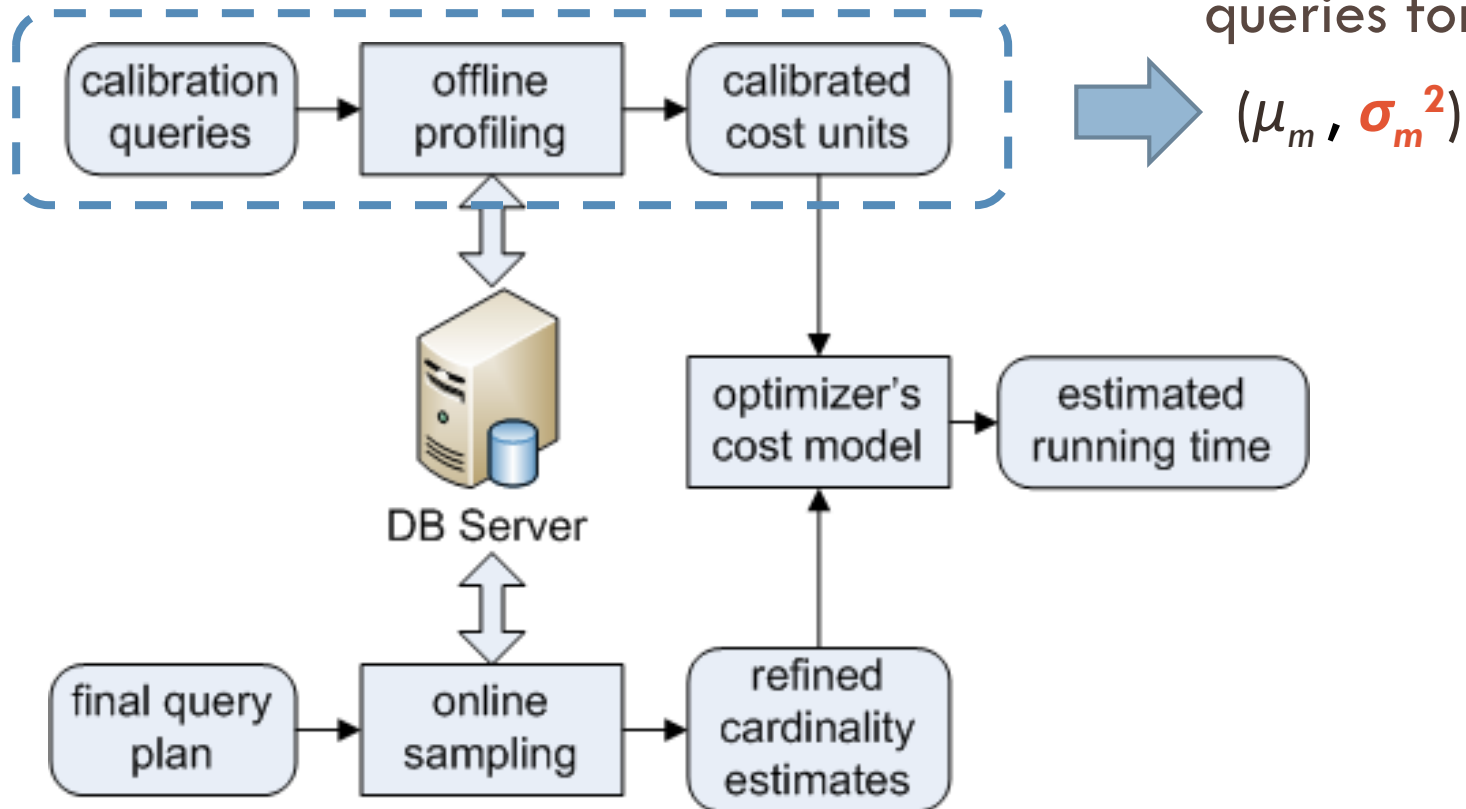 queries for
(μₘ, σₘ²)
calibration
queries
offline
profiling
calibrated
cost units
DB Server
optimizer's
cost model
estimated
running time
final query
plan
online
sampling
refined
cardinality
estimates